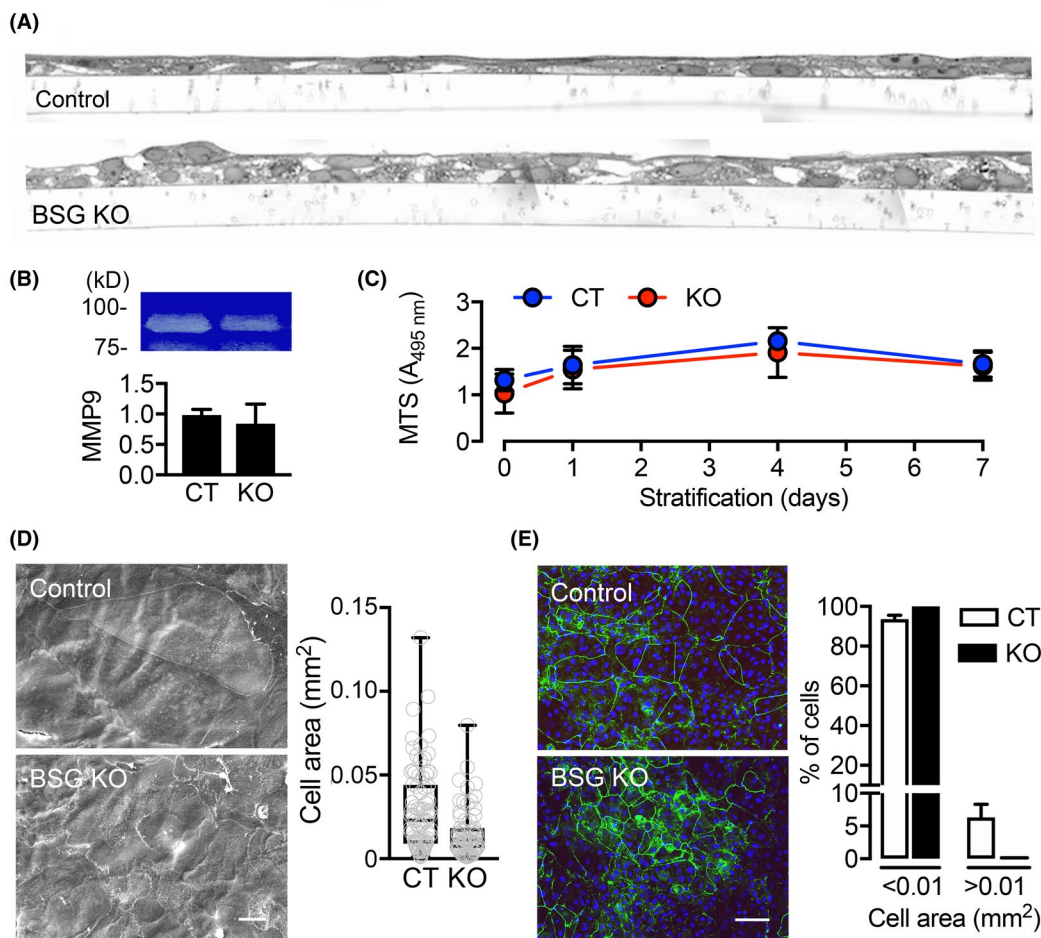 (A)
Control
BSG KO
(B)
(kD)
100-
75-
1.5
1.0
0.5
0.0
MMP9
CT KO
(C)
CT KO
3
2
1
0
MTS (A495 nm)
0 1 2 3 4 5 6 7
Stratification (days)
(D)
Control
BSG KO
0.15
0.10
0.05
0
Cell area (mm2)
CT KO
(E)
Control
BSG KO
100
80
60
40
20
10
5
0
% of cells
CT
KO
<0.01 >0.01
Cell area (mm2)